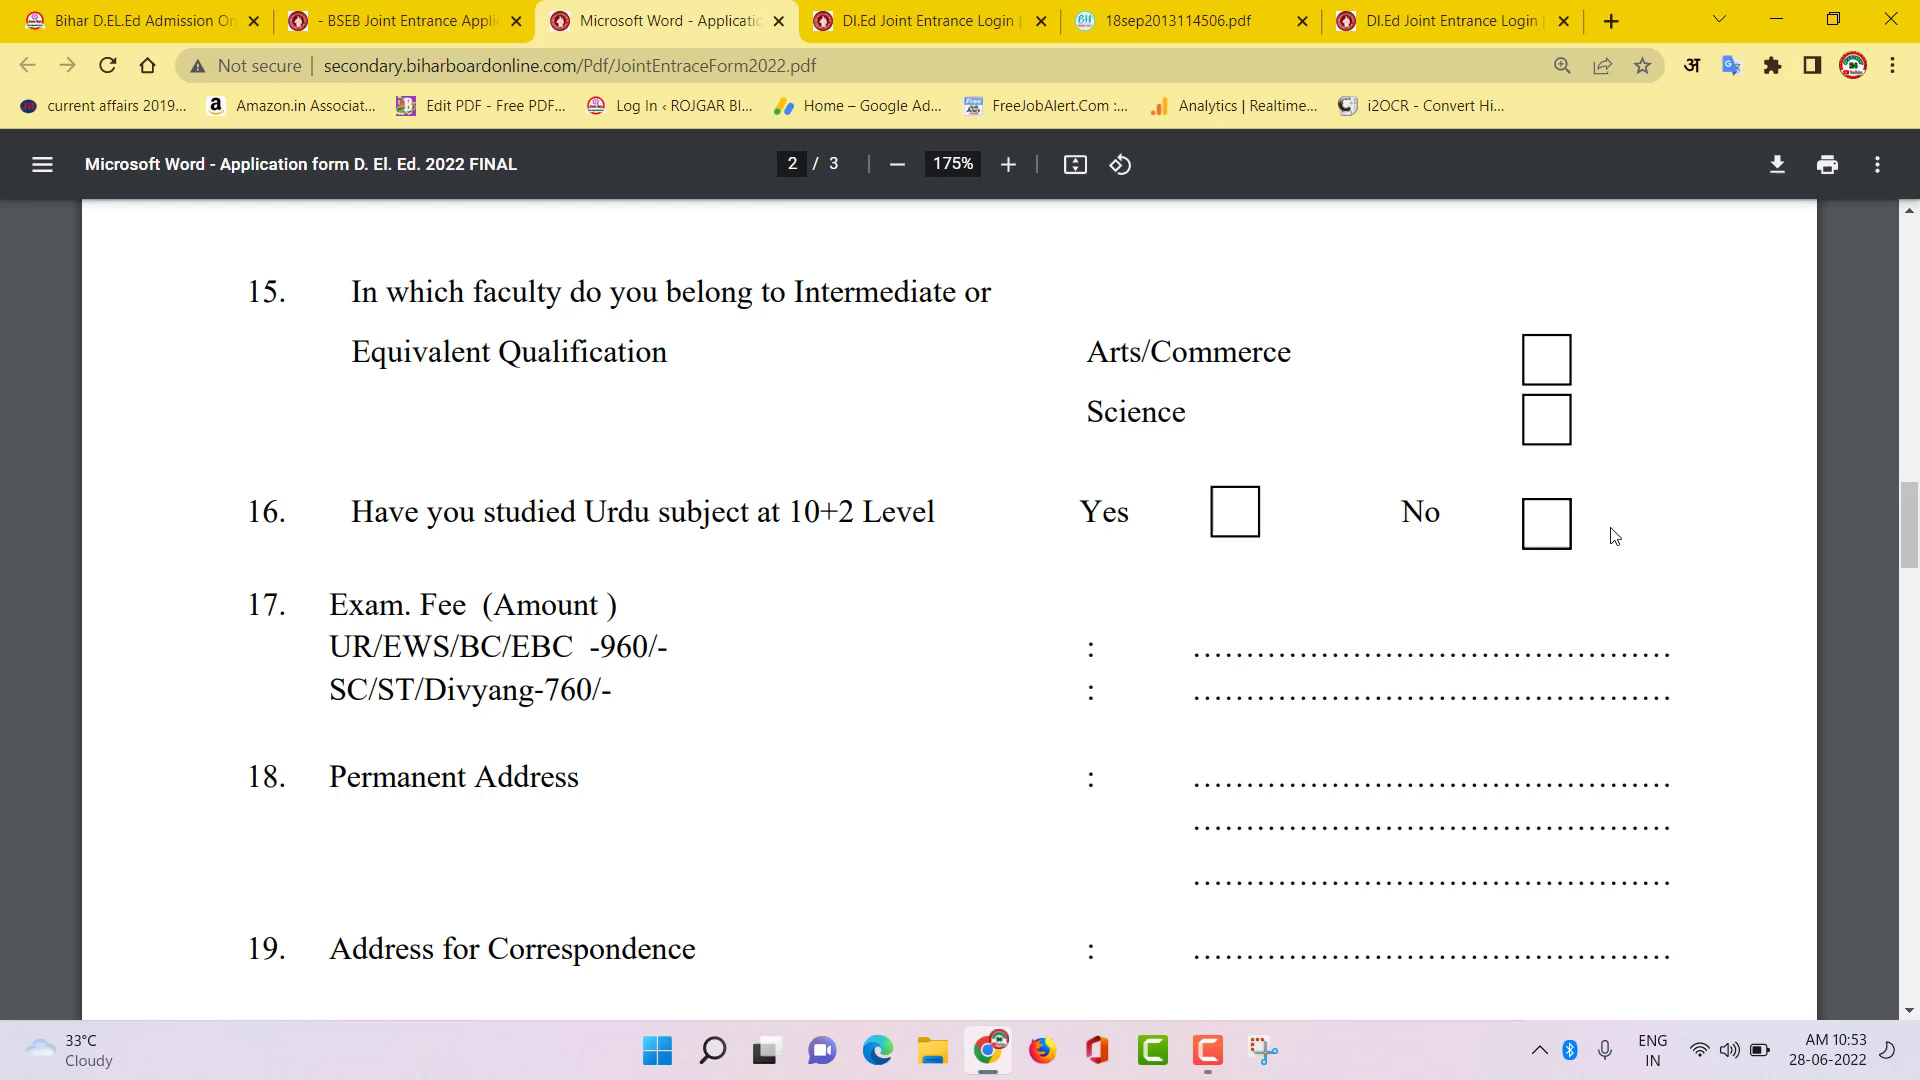 Bihar D.EL.Ed Admission On
- BSEB Joint Entrance Appli
Microsoft Word - Applicatio
Dl.Ed Joint Entrance Login |
18sep2013114506.pdf
Dl.Ed Joint Entrance Login |
Not secure
secondary.biharboardonline.com/Pdf/JointEntraceForm2022.pdf
current affairs 2019...
Amazon.in Associat...
Edit PDF - Free PDF...
Log In ‹ ROJGAR BI...
Home – Google Ad...
FreeJobAlert.Com :...
Analytics | Realtime...
i2OCR - Convert Hi...
Microsoft Word - Application form D. El. Ed. 2022 FINAL
2 / 3
175%
15. In which faculty do you belong to Intermediate or
Equivalent Qualification Arts/Commerce
Science
16. Have you studied Urdu subject at 10+2 Level Yes No
17. Exam. Fee (Amount )
UR/EWS/BC/EBC -960/- : .............................................
SC/ST/Divyang-760/- : .............................................
18. Permanent Address : .............................................
.............................................
.............................................
19. Address for Correspondence : .............................................
33°C
Cloudy
ENG
IN
AM 10:53
28-06-2022